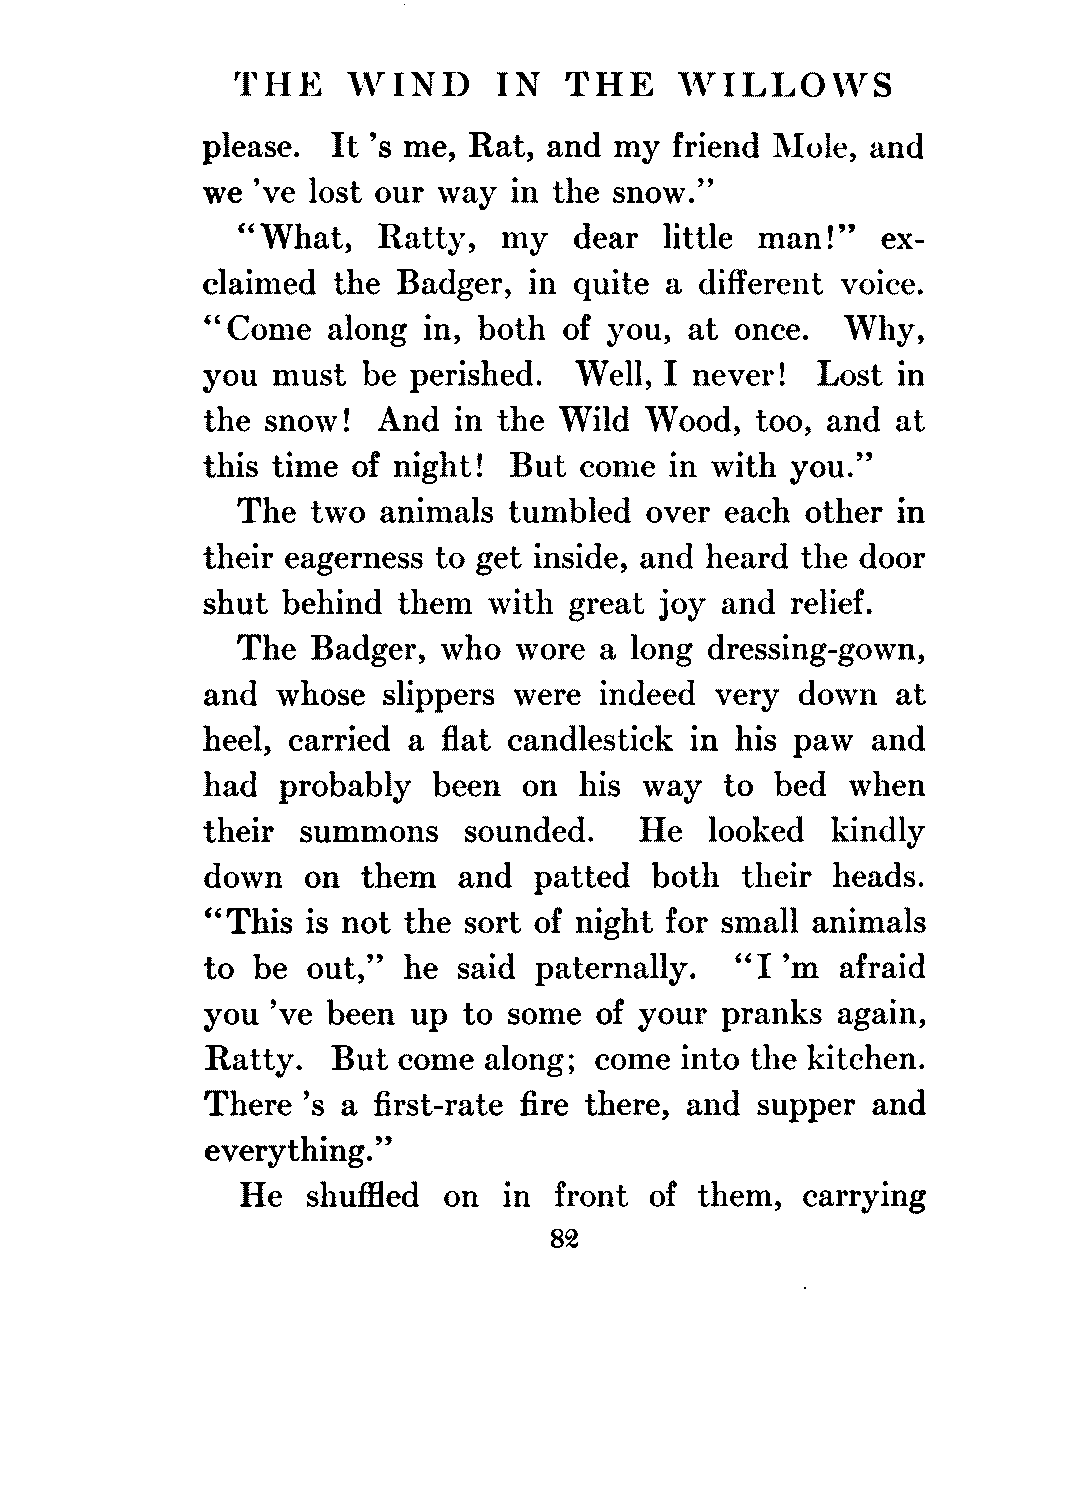 THE WIND IN THE WILLOWS
please. It 's me, Rat, and my friend Mole, and
we 've lost our way in the snow."
"What, Ratty, my dear little man!" ex-
claimed the Badger, in quite a different voice.
"Come along in, both of you, at once. Why,
you must be perished. Well, I never! Lost in
the snow! And in the Wild Wood, too, and at
this time of night! But come in with you."
The two animals tumbled over each other in
their eagerness to get inside, and heard the door
shut behind them with great joy and relief.
The Badger, who wore a long dressing-gown,
and whose slippers were indeed very down at
heel, carried a flat candlestick in his paw and
had probably been on his way to bed when
their summons sounded. He looked kindly
down on them and patted both their heads.
"This is not the sort of night for small animals
to be out," he said paternally. "I 'm afraid
you 've been up to some of your pranks again,
Ratty. But come along; come into the kitchen.
There 's a first-rate fire there, and supper and
everything."
He shuffled on in front of them, carrying
82